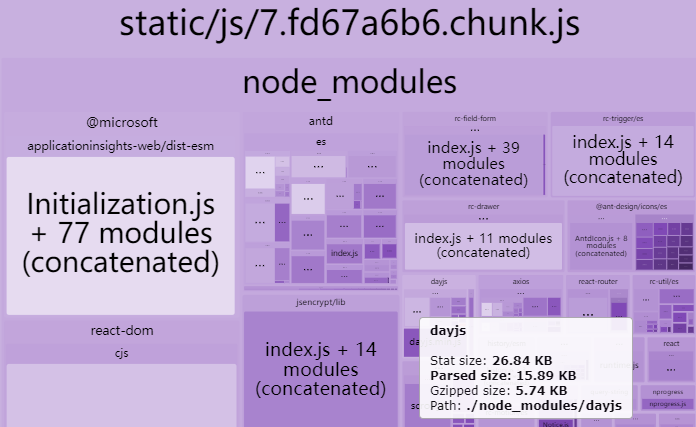 static/js/7.fd67a6b6.chunk.js
node_modules
@microsoft
applicationinsights-web/dist-esm
Initialization.js
+ 77 modules
(concatenated)
react-dom
cjs
antd
es
...
...
...
...
...
...
...
...
index.js
...
jsencrypt/lib
index.js + 14
modules
(concatenated)
rc-field-form
...
index.js + 39
modules
(concatenated)
rc-trigger/es
index.js + 14
modules
(concatenated)
rc-drawer
index.js + 11 modules
(concatenated)
@ant-design/icons/es
...
AntdIcon.js + 8
modules
(concatenated)
dayjs
...
axios
...
react-router
...
rc-util/es
...
react
...
nprogress
nprogress.js
dayjs
Stat size: 26.84 KB
Parsed size: 15.89 KB
Gzipped size: 5.74 KB
Path: ./node_modules/dayjs